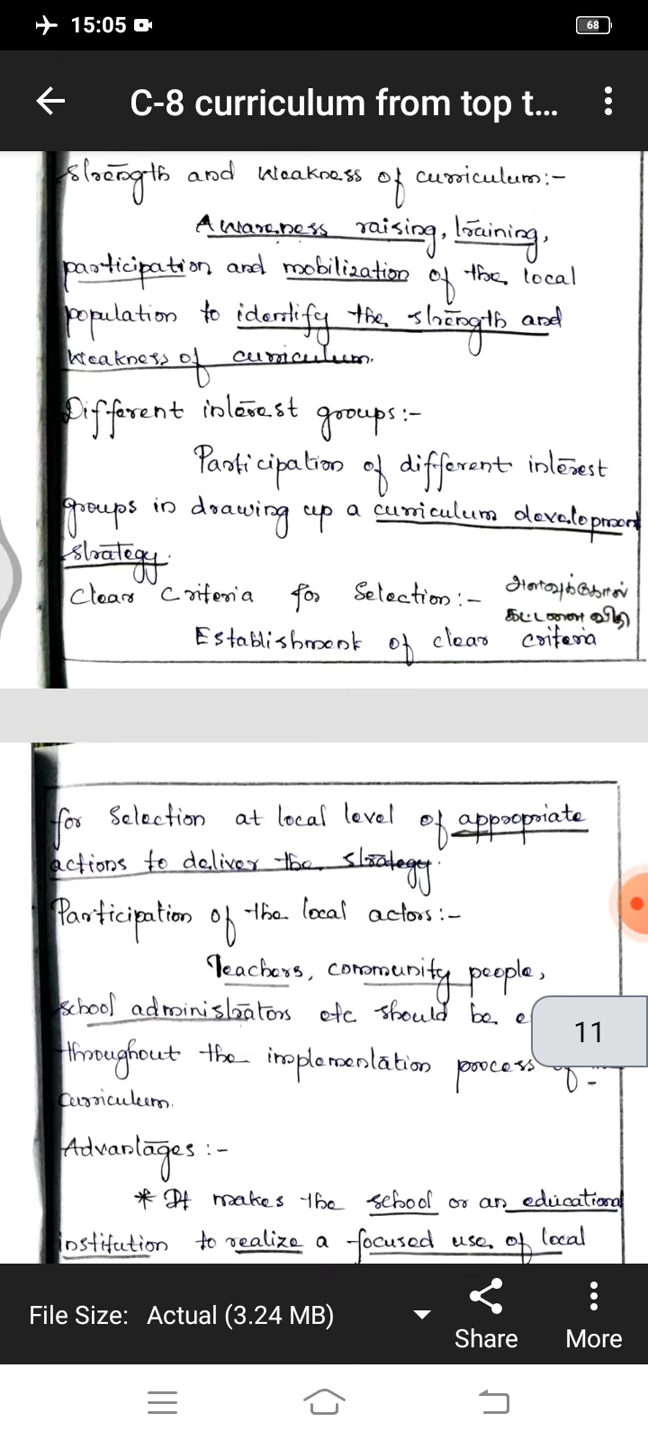 15:05
68
C-8 curriculum from top t...
Strength and Weakness of curriculum:-
Awareness raising, training,
participation and mobilization of the local
population to identify the strength and
weakness of curriculum.
Different interest groups:-
Participation of different interest
groups in drawing up a curriculum development
strategy.
Clear Criteria for Selection:- அளவுகோல்
கட்டளை விதி
Establishment of clear criteria
for Selection at local level of appropriate
actions to deliver the strategy.
Participation of the local actors:-
Teachers, community people,
school administrators etc should be e
11
throughout the implementation process of
curriculum.
Advantages:-
* It makes the school or an educational
institution to realize a focused use of local
File Size: Actual (3.24 MB)
Share
More